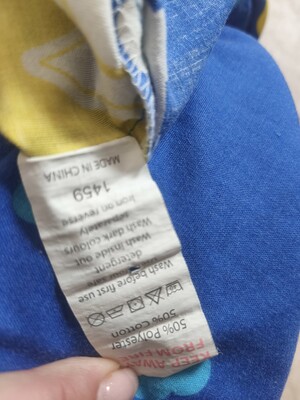 KEEP AWAY
FROM FIRE
50% Polyester
50% Cotton
Wash before first use
detergent
Wash inside out
Wash dark colours
separately
Iron on reverse
1459
MADE IN CHINA